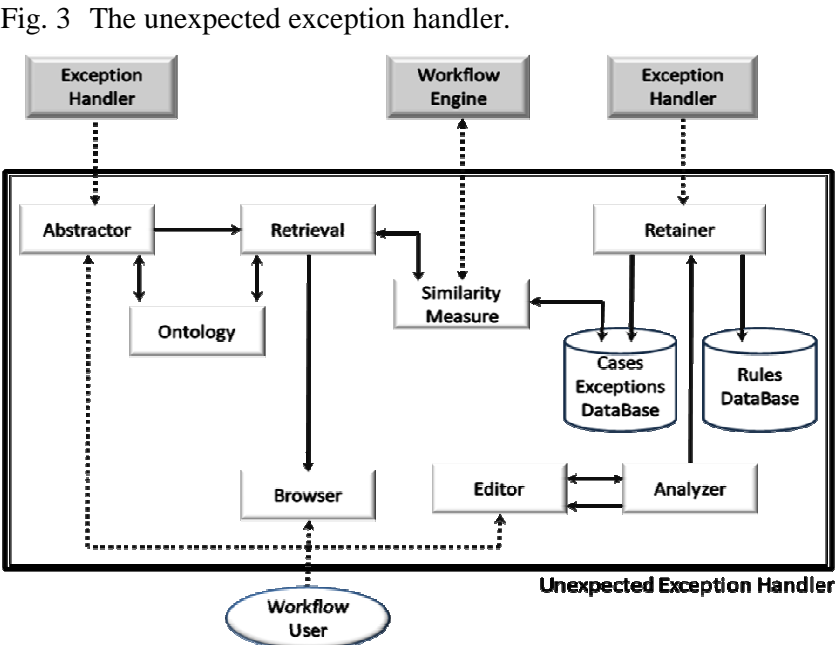 Fig. 3 The unexpected exception handler.
Exception
Handler
Workflow
Engine
Exception
Handler
Abstractor
Retrieval
Retainer
Similarity
Measure
Ontology
Cases
Exceptions
DataBase
Rules
DataBase
Browser
Editor
Analyzer
Unexpected Exception Handler
Workflow
User